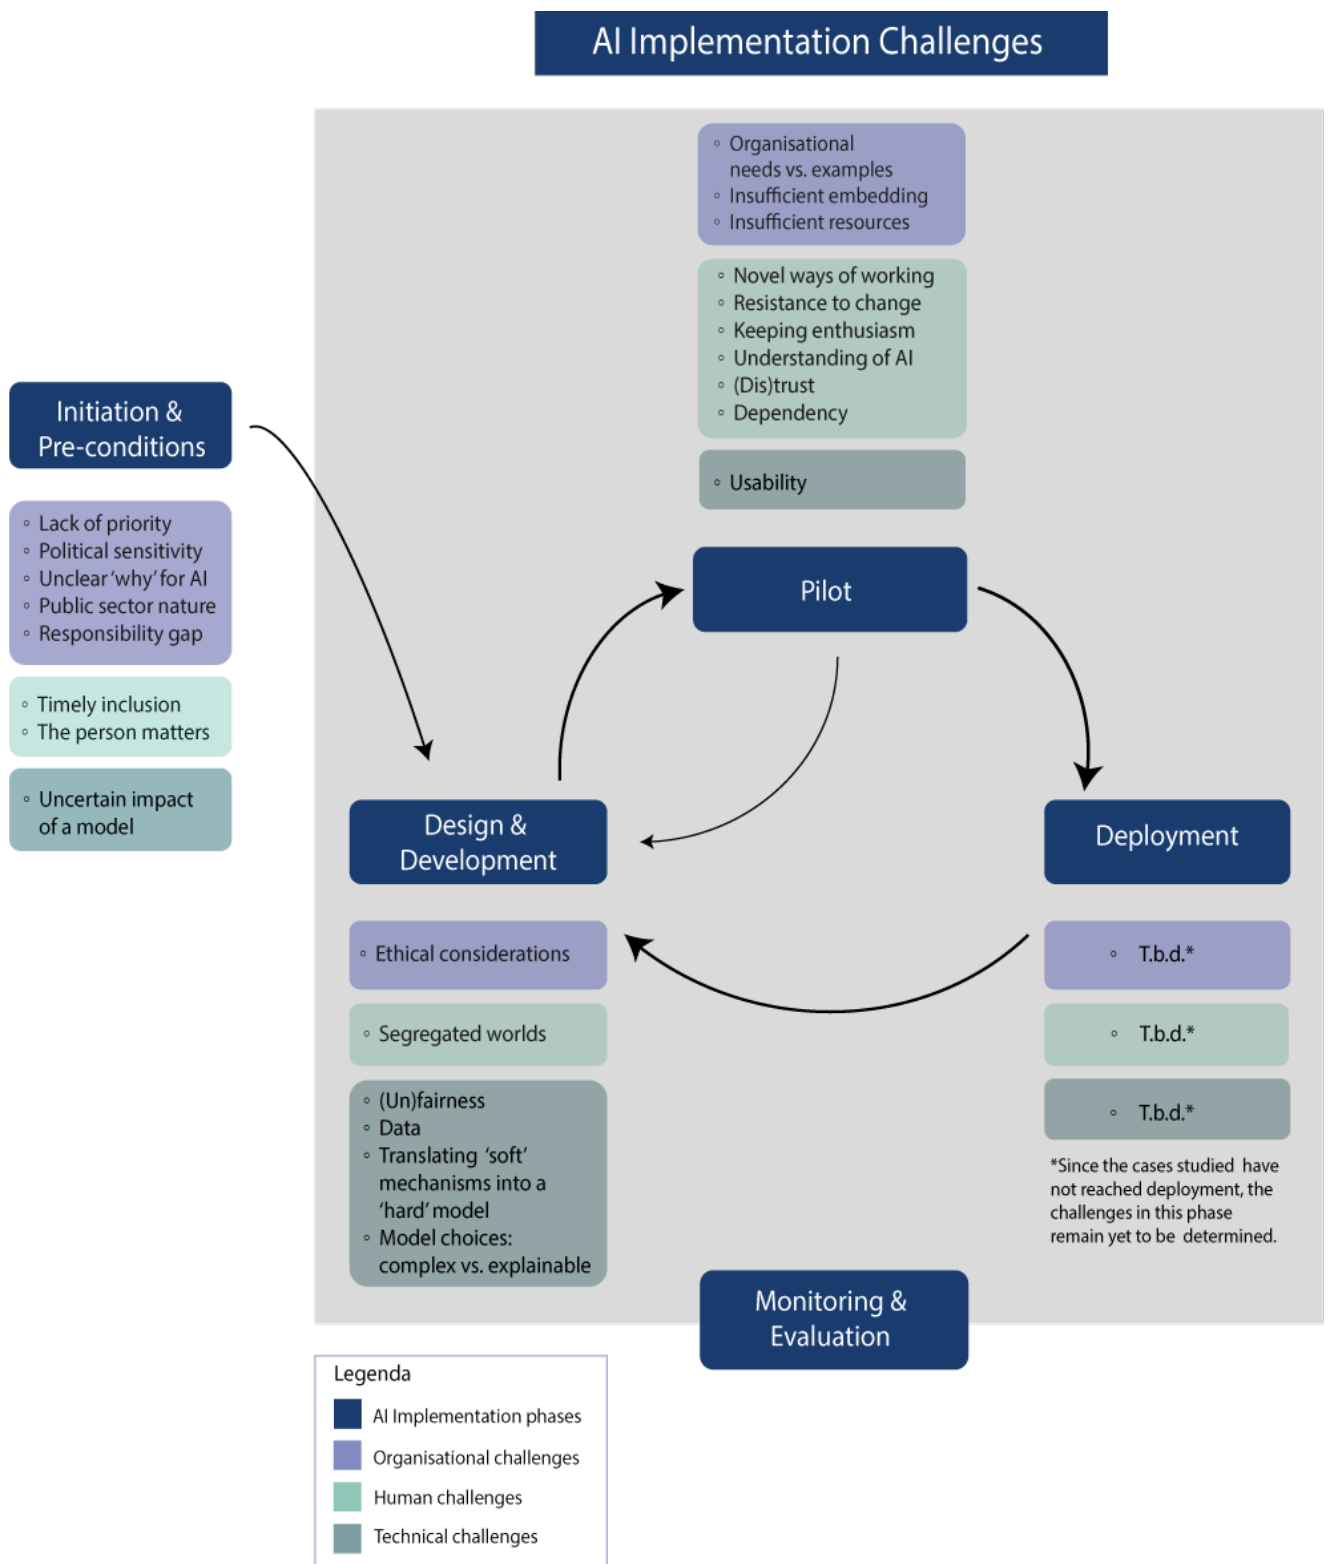 AI Implementation Challenges
◦ Organisational
needs vs. examples
◦ Insufficient embedding
◦ Insufficient resources
◦ Novel ways of working
◦ Resistance to change
◦ Keeping enthusiasm
◦ Understanding of AI
◦ (Dis)trust
◦ Dependency
◦ Usability
Pilot
Initiation &
Pre-conditions
◦ Lack of priority
◦ Political sensitivity
◦ Unclear ‘why’ for AI
◦ Public sector nature
◦ Responsibility gap
◦ Timely inclusion
◦ The person matters
◦ Uncertain impact
of a model
Design &
Development
◦ Ethical considerations
◦ Segregated worlds
◦ (Un)fairness
◦ Data
◦ Translating ‘soft’
mechanisms into a
‘hard’ model
◦ Model choices:
complex vs. explainable
Deployment
◦ T.b.d.*
◦ T.b.d.*
◦ T.b.d.*
*Since the cases studied have
not reached deployment, the
challenges in this phase
remain yet to be determined.
Monitoring &
Evaluation
Legenda
AI Implementation phases
Organisational challenges
Human challenges
Technical challenges